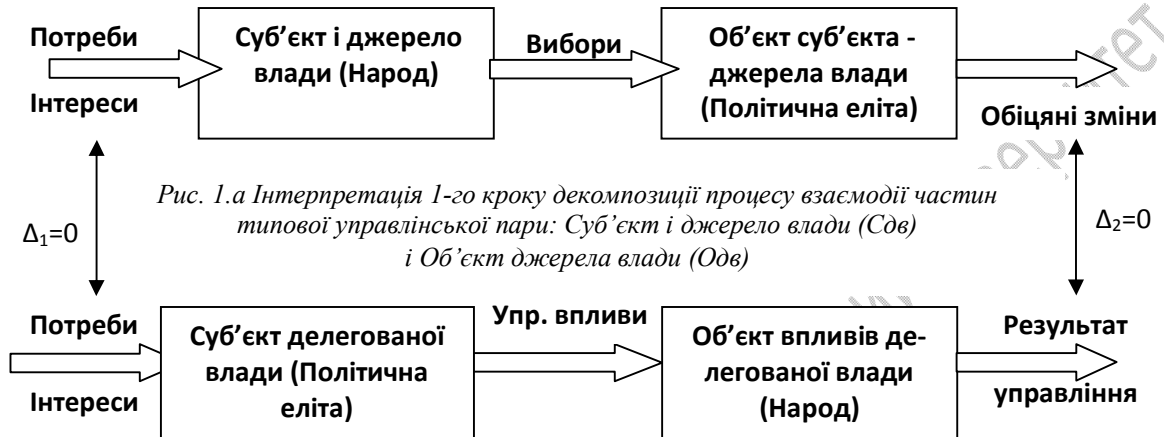 Потреби
Інтереси
Суб’єкт і джерело
влади (Народ)
Вибори
Об’єкт суб’єкта -
джерела влади
(Політична еліта)
Обіцяні зміни
Рис. 1.а Інтерпретація 1-го кроку декомпозиції процесу взаємодії частин
типової управлінської пари: Суб’єкт і джерело влади (Сдв)
і Об’єкт джерела влади (Одв)
Δ₁=0
Δ₂=0
Потреби
Інтереси
Суб’єкт делегованої
влади (Політична
еліта)
Упр. впливи
Об’єкт впливів де-
легованої влади
(Народ)
Результат
управління